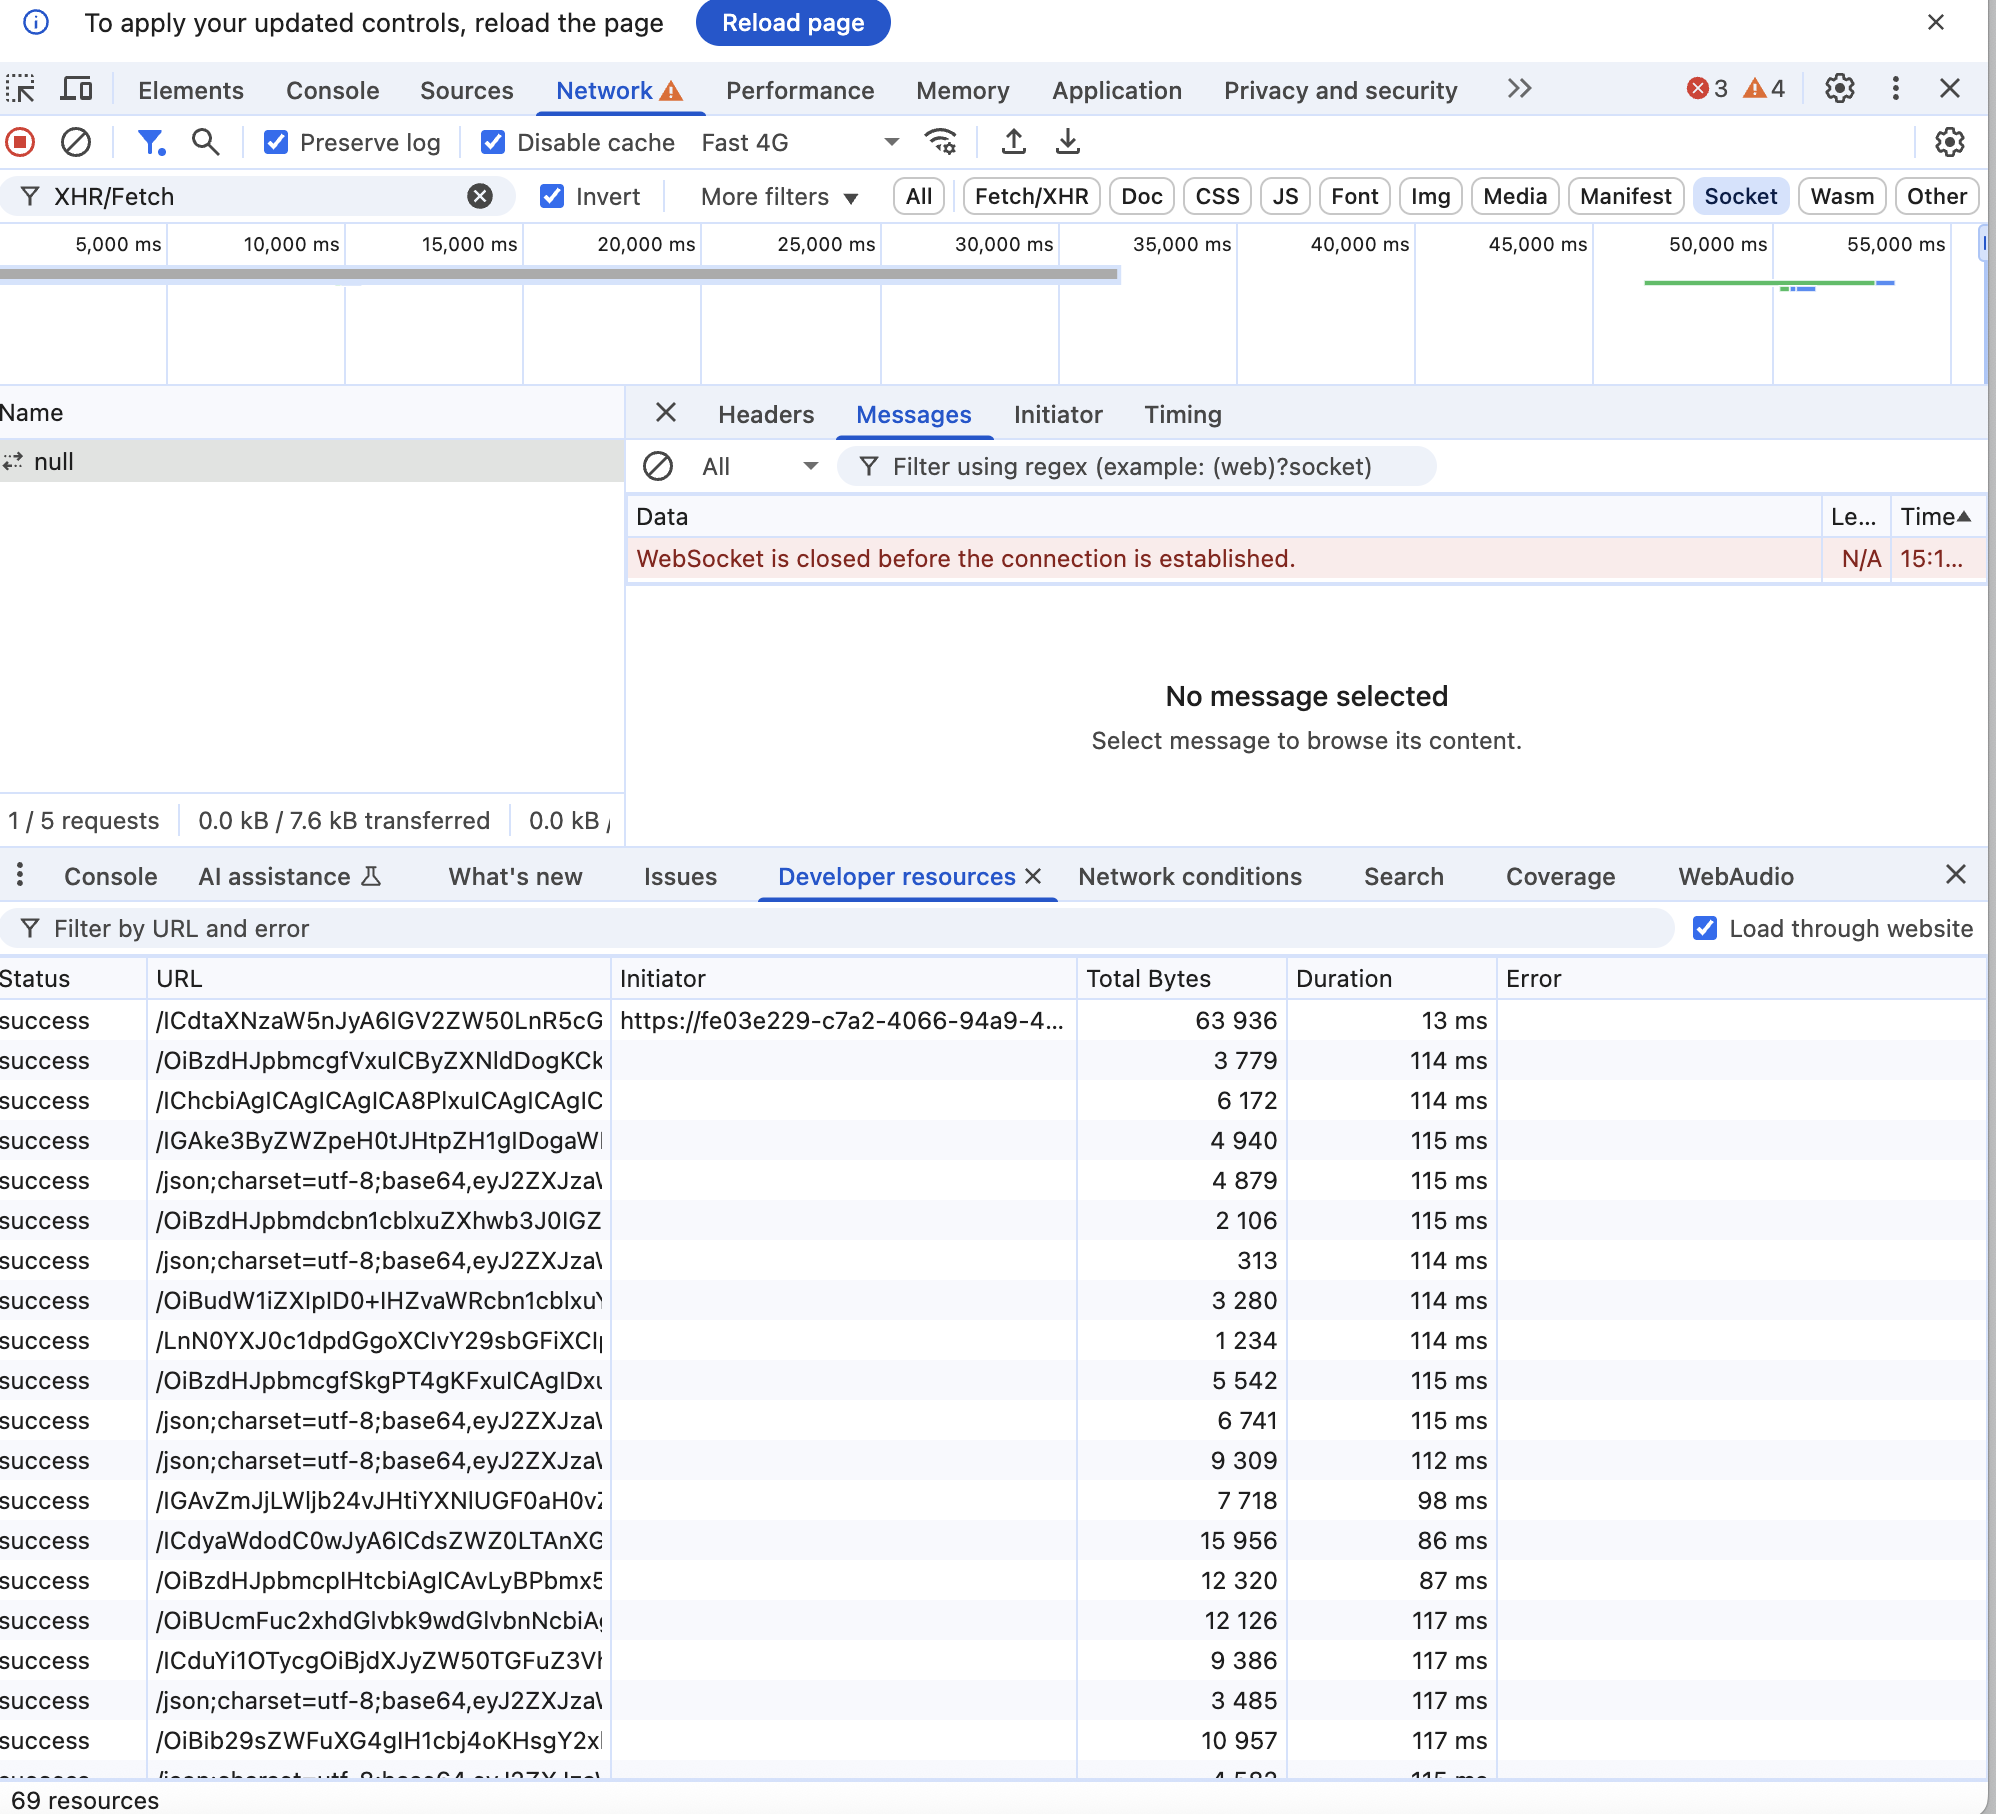 To apply your updated controls, reload the page Reload page
Elements Console Sources Network Performance Memory Application Privacy and security 3 4
Preserve log Disable cache Fast 4G
XHR/Fetch Invert More filters All Fetch/XHR Doc CSS JS Font Img Media Manifest Socket Wasm Other
5,000 ms 10,000 ms 15,000 ms 20,000 ms 25,000 ms 30,000 ms 35,000 ms 40,000 ms 45,000 ms 50,000 ms 55,000 ms
Name
null
1 / 5 requests 0.0 kB / 7.6 kB transferred 0.0 kB /
Headers Messages Initiator Timing
All Filter using regex (example: (web)?socket)
Data Le... Time
WebSocket is closed before the connection is established. N/A 15:1...
No message selected
Select message to browse its content.
Console AI assistance What's new Issues Developer resources Network conditions Search Coverage WebAudio
Filter by URL and error Load through website
Status URL Initiator Total Bytes Duration Error
success /ICdtaXNzaW5nJyA6IGV2ZW50LnR5cG https://fe03e229-c7a2-4066-94a9-4... 63 936 13 ms
success /OiBzdHJpbmcgfVxuICByZXNldDogKCk 3 779 114 ms
success /IChcbiAgICAgICAgICA8PlxuICAgICAgIC 6 172 114 ms
success /IGAke3ByZWZpeH0tJHtpZH1gIDogaW 4 940 115 ms
success /json;charset=utf-8;base64,eyJ2ZXJza 4 879 115 ms
success /OiBzdHJpbmdcbn1cblxuZXhwb3J0IGZ 2 106 115 ms
success /json;charset=utf-8;base64,eyJ2ZXJza 313 114 ms
success /OiBudW1iZXIpID0+IHZvaWRcbn1cblxu 3 280 114 ms
success /LnN0YXJ0c1dpdGgoXCIvY29sbGFiXCI 1 234 114 ms
success /OiBzdHJpbmcgfSkgPT4gKFxuICAgIDxu 5 542 115 ms
success /json;charset=utf-8;base64,eyJ2ZXJza 6 741 115 ms
success /json;charset=utf-8;base64,eyJ2ZXJza 9 309 112 ms
success /IGAvZmJjLWljb24vJHtiYXNlUGF0aH0v 7 718 98 ms
success /ICdyaWdodC0wJyA6ICdsZWZ0LTAnXG 15 956 86 ms
success /OiBzdHJpbmcpIHtcbiAgICAvLyBPbmx5 12 320 87 ms
success /OiBUcmFuc2xhdGlvbk9wdGlvbnNcbiA 12 126 117 ms
success /ICduYi1OTycgOiBjdXJyZW50TGFuZ3V 9 386 117 ms
success /json;charset=utf-8;base64,eyJ2ZXJza 3 485 117 ms
success /OiBib29sZWFuXG4gIH1cbj4oKHsgY2x 10 957 117 ms
69 resources